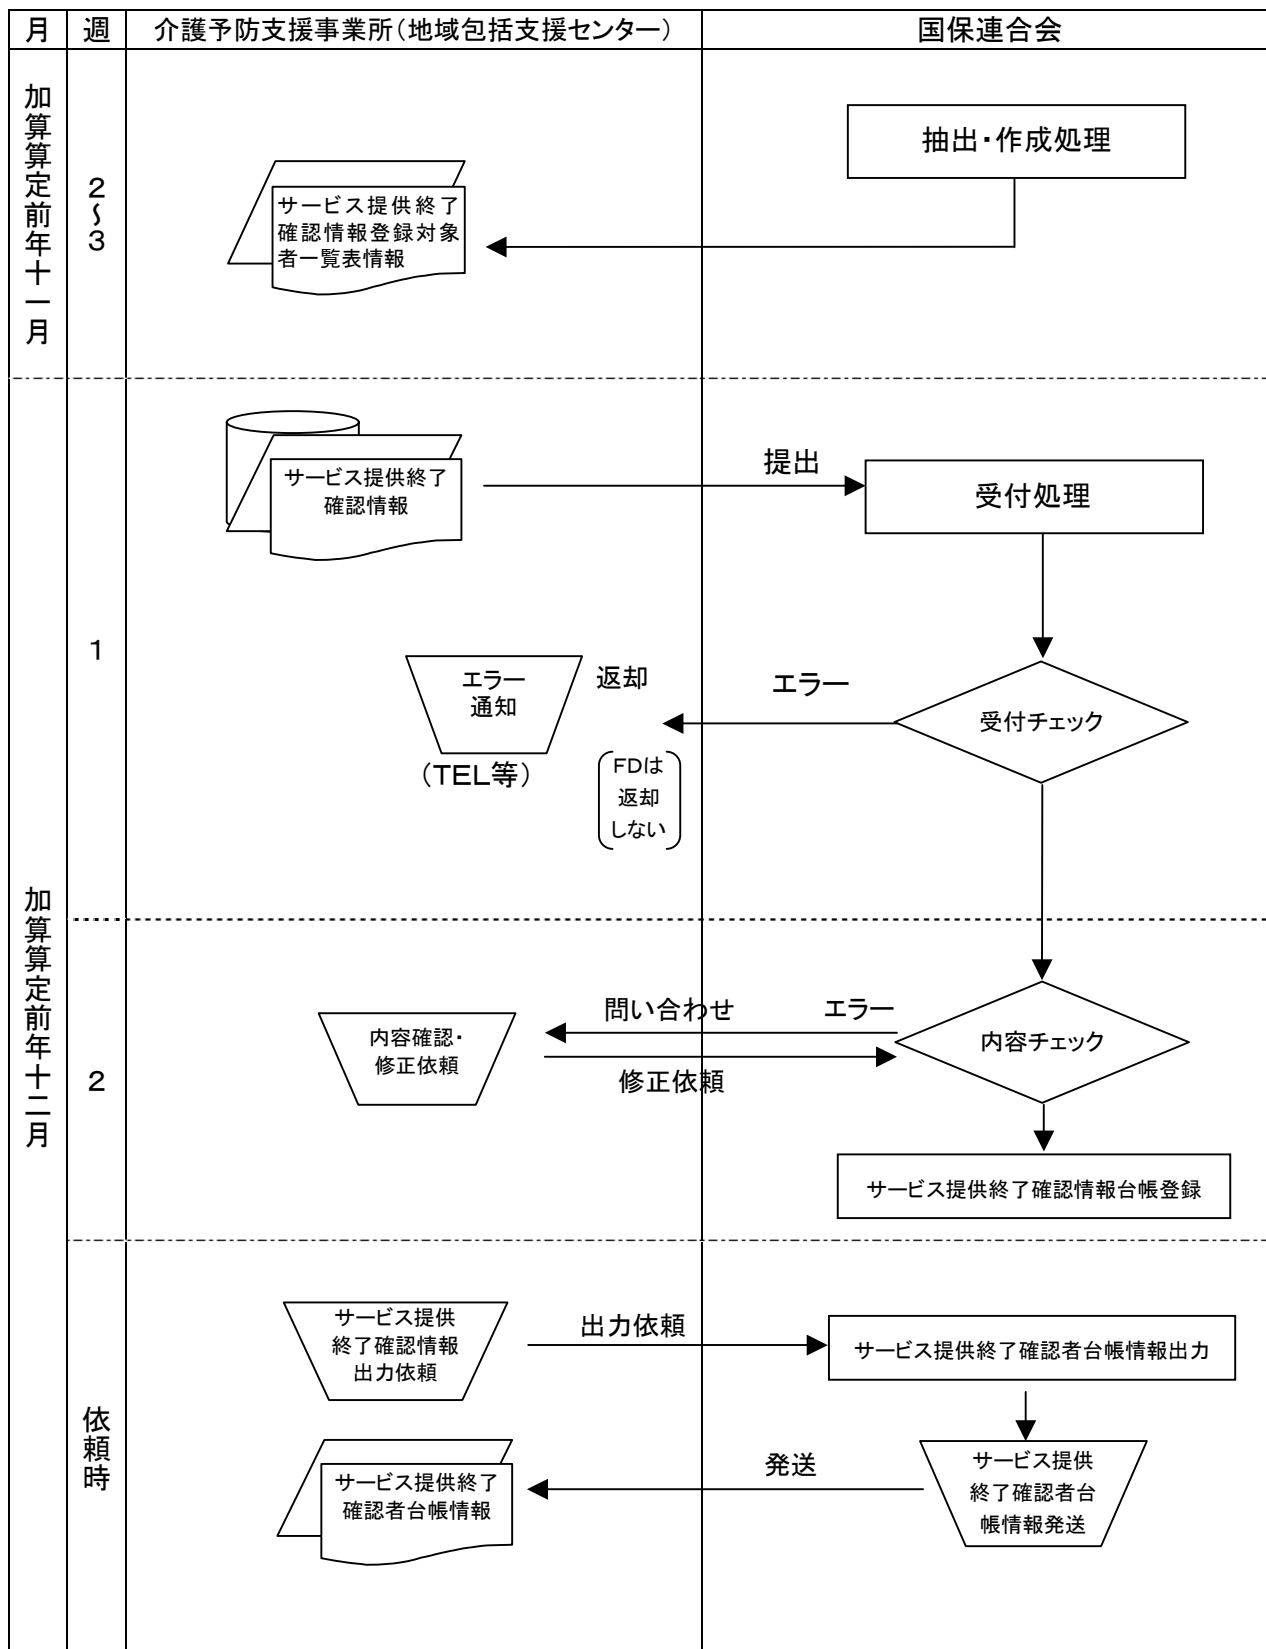 月
週
介護予防支援事業所（地域包括支援センター）
国保連合会
加算算定前年十一月
2～3
抽出・作成処理
サービス提供終了
確認情報登録対象
者一覧表情報
加算算定前年十二月
1
サービス提供終了
確認情報
提出
受付処理
エラー
通知
（TEL等）
返却
FDは
返却
しない
エラー
受付チェック
2
内容確認・
修正依頼
問い合わせ
修正依頼
エラー
内容チェック
サービス提供終了確認情報台帳登録
依頼時
サービス提供
終了確認情報
出力依頼
出力依頼
サービス提供終了確認者台帳情報出力
サービス提供終了
確認者台帳情報
発送
サービス提供
終了確認者台
帳情報発送